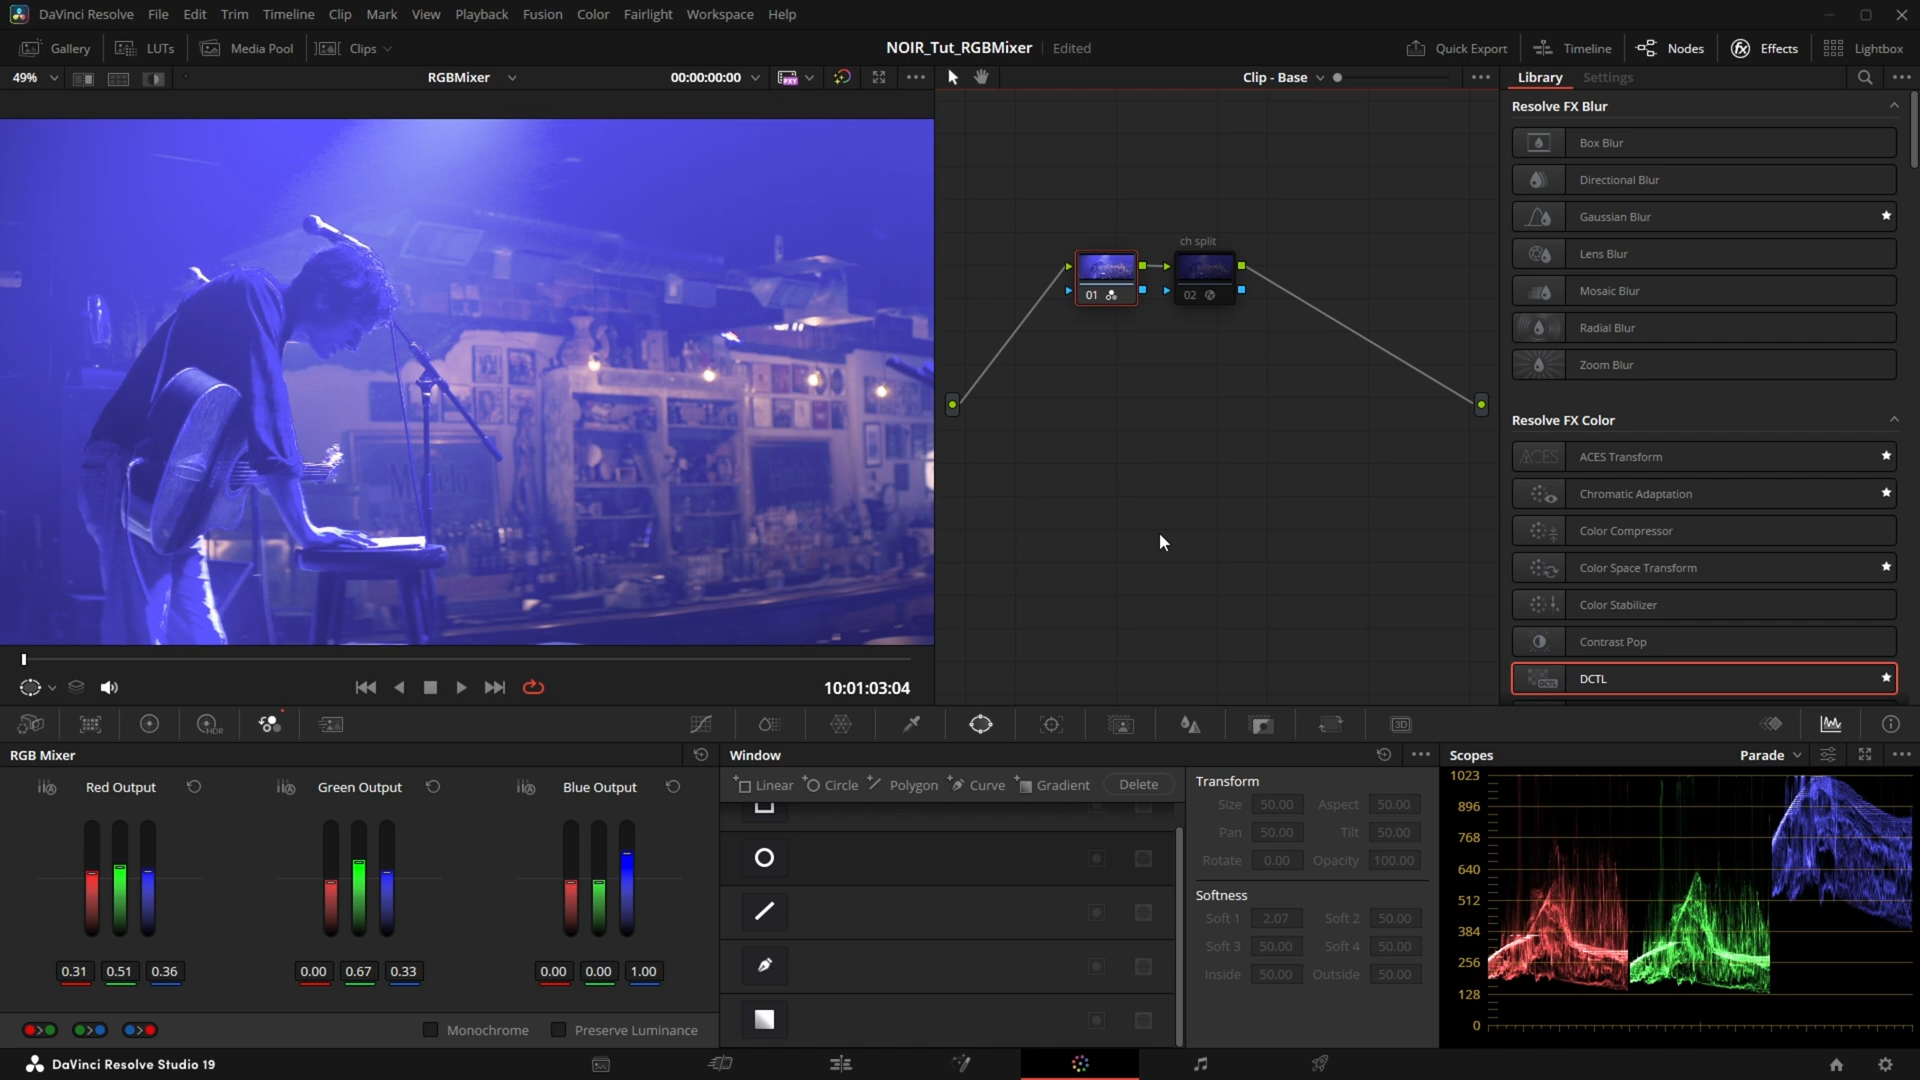 DaVinci Resolve File Edit Trim Timeline Clip Mark View Playback Fusion Color Fairlight Workspace Help
Gallery LUTs Media Pool Clips NOIR_Tut_RGBMixer Edited Quick Export Timeline Nodes Effects Lightbox
49% RGBMixer 00:00:00:00 PXY Clip - Base Library Settings
Resolve FX Blur
Box Blur
Directional Blur
Gaussian Blur
Lens Blur
Mosaic Blur
Radial Blur
Zoom Blur
ch split
01 02
Resolve FX Color
ACES ACES Transform
Chromatic Adaptation
Color Compressor
Color Space Transform
Color Stabilizer
Contrast Pop
DCTL DCTL
10:01:03:04
HDR 3D
RGB Mixer
Red Output Green Output Blue Output
0.31 0.51 0.36 0.00 0.67 0.33 0.00 0.00 1.00
Monochrome Preserve Luminance
Window
Linear Circle Polygon Curve Gradient Delete
Transform
Size 50.00 Aspect 50.00
Pan 50.00 Tilt 50.00
Rotate 0.00 Opacity 100.00
Softness
Soft 1 2.07 Soft 2 50.00
Soft 3 50.00 Soft 4 50.00
Inside 50.00 Outside 50.00
Scopes Parade
1023
896
768
640
512
384
256
128
0
DaVinci Resolve Studio 19